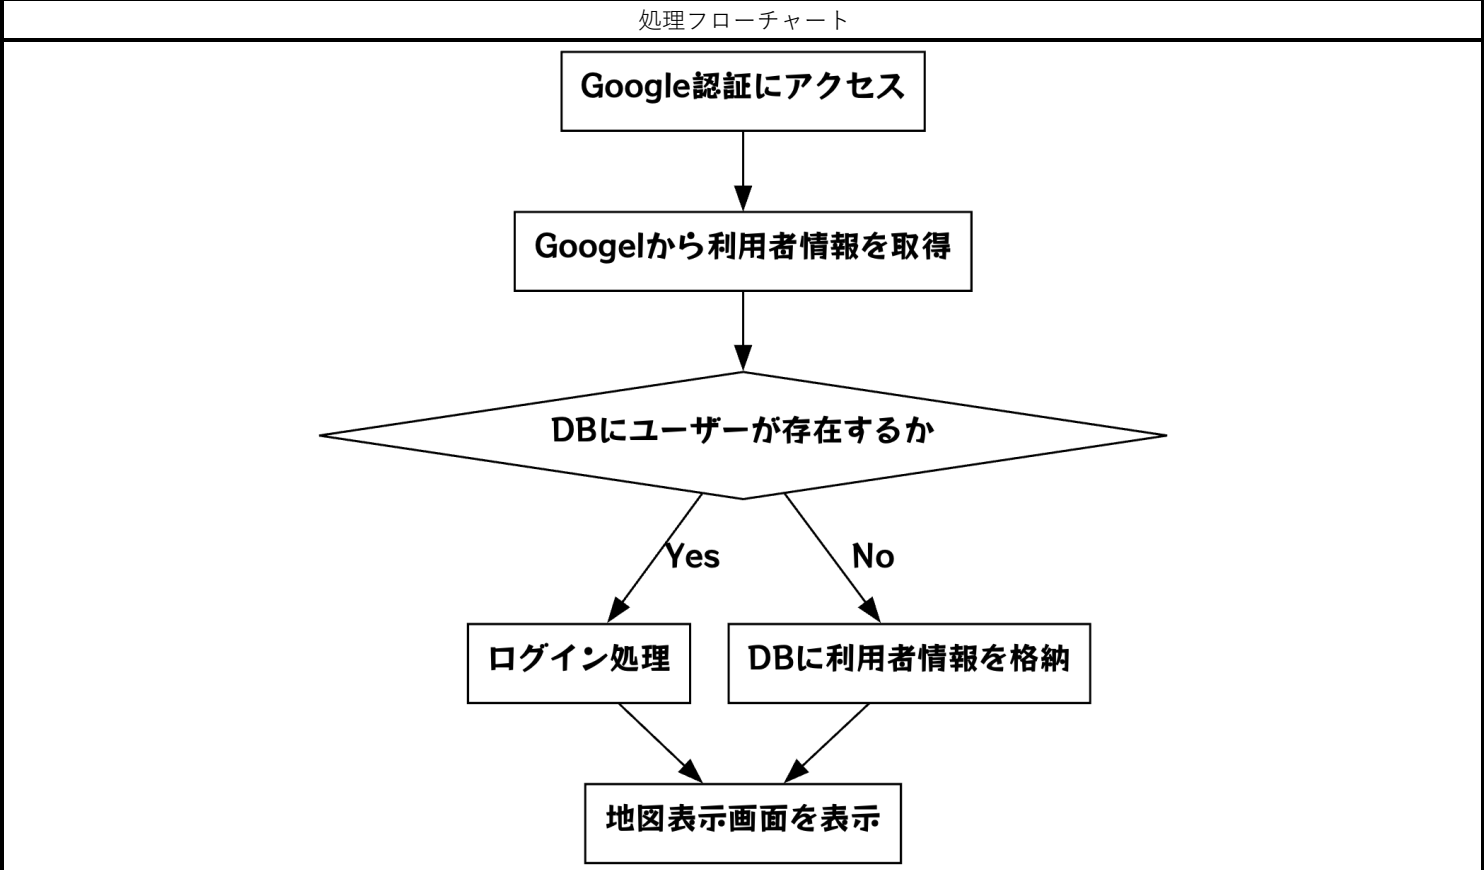 処理フローチャート
Google認証にアクセス
Googelから利用者情報を取得
DBにユーザーが存在するか
Yes
No
ログイン処理
DBに利用者情報を格納
地図表示画面を表示